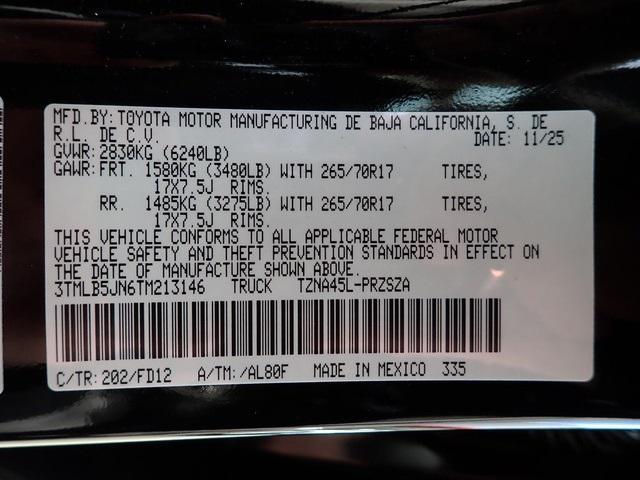 MFD.BY:TOYOTA MOTOR MANUFACTURING DE BAJA CALIFORNIA, S. DE
R.L. DE C.V. DATE: 11/25
GVWR:2830KG (6240LB)
GAWR:FRT. 1580KG (3480LB) WITH 265/70R17 TIRES,
17X7.5J RIMS.
RR. 1485KG (3275LB) WITH 265/70R17 TIRES,
17X7.5J RIMS.
THIS VEHICLE CONFORMS TO ALL APPLICABLE FEDERAL MOTOR
VEHICLE SAFETY AND THEFT PREVENTION STANDARDS IN EFFECT ON
THE DATE OF MANUFACTURE SHOWN ABOVE.
3TMLB5JN6TM213146 TRUCK TZNA45L-PRZSZA
C/TR:202/FD12 A/TM:/AL80F MADE IN MEXICO 335